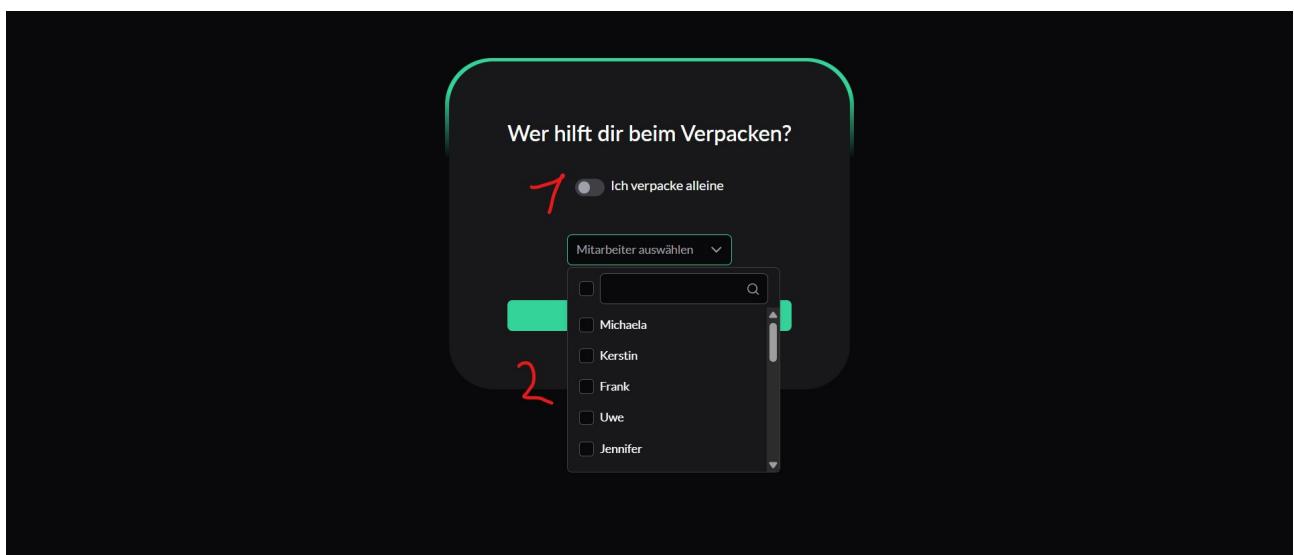 Wer hilft dir beim Verpacken?
1
Ich verpacke alleine
Mitarbeiter auswählen
Michaela
Kerstin
2
Frank
Uwe
Jennifer